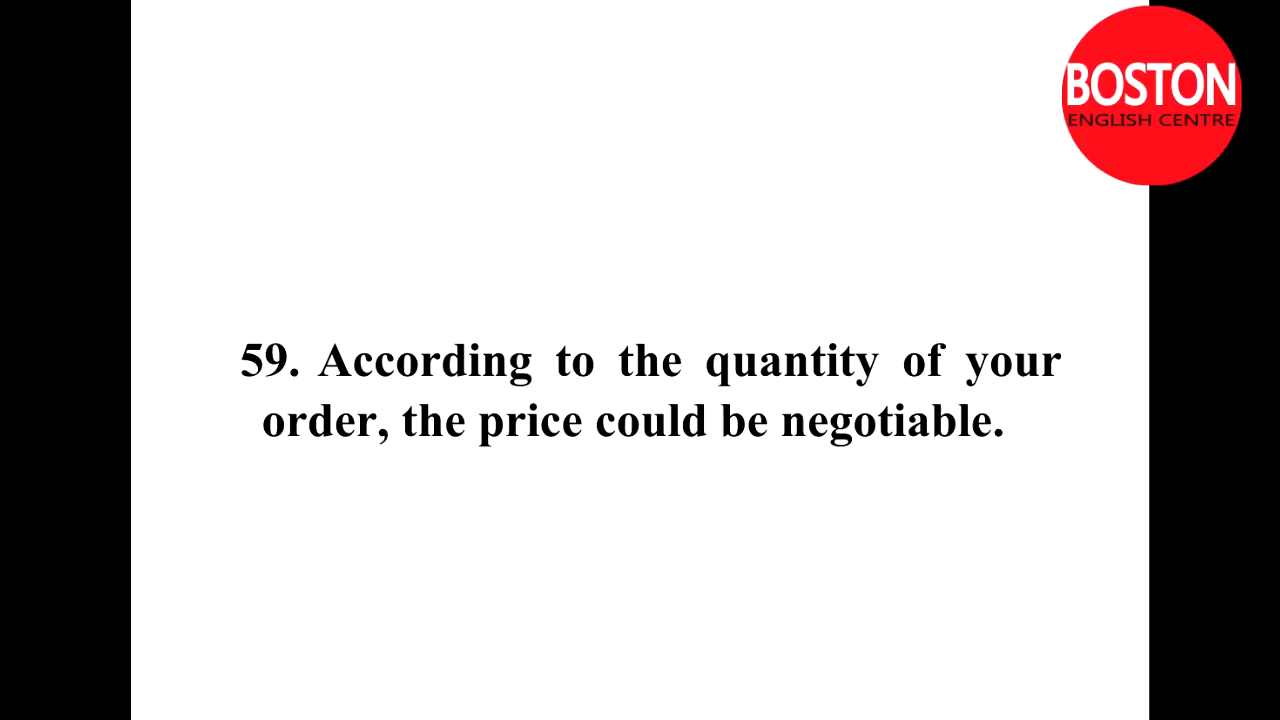 BOSTON
ENGLISH CENTRE
59. According to the quantity of your
order, the price could be negotiable.